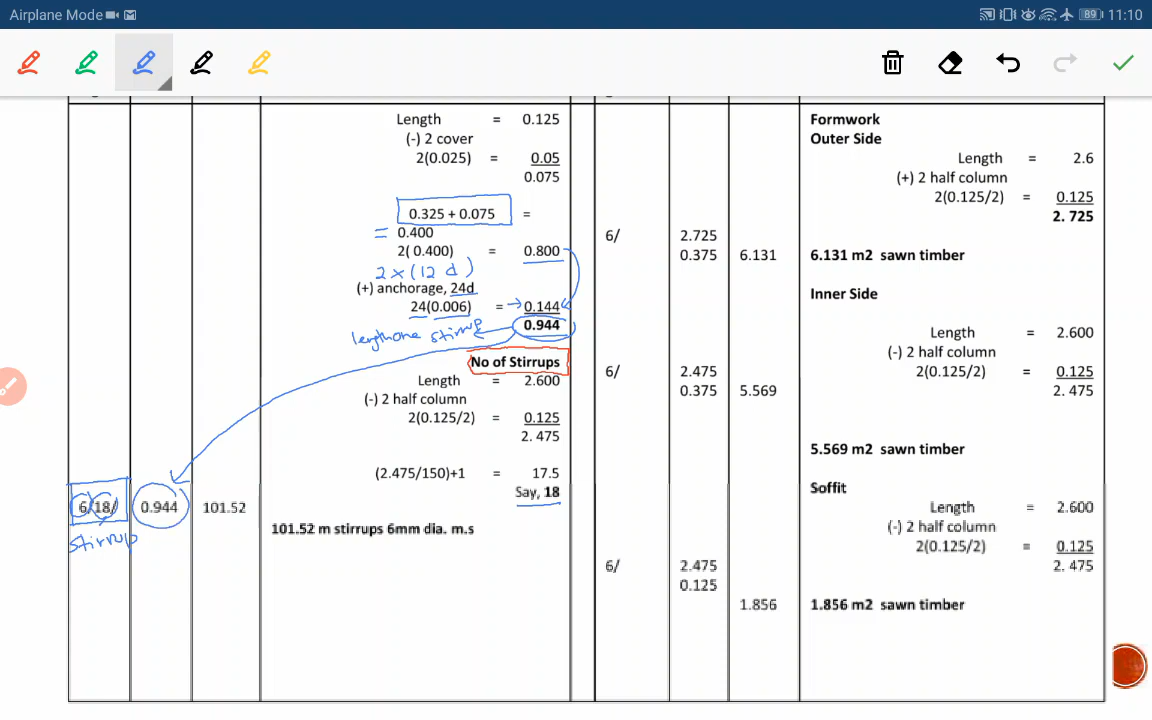 Airplane Mode
89
11:10
Length = 0.125
(-) 2 cover
2(0.025) = 0.05
0.075
0.325 + 0.075 =
= 0.400
2( 0.400) = 0.800
2 x (12 d )
(+) anchorage, 24d
24(0.006) = 0.144
0.944
length one stirrup
No of Stirrups
Length = 2.600
(-) 2 half column
2(0.125/2) = 0.125
2. 475
(2.475/150)+1 = 17.5
Say, 18
6/18/ 0.944 101.52
stirrup
101.52 m stirrups 6mm dia. m.s
Formwork
Outer Side
Length = 2.6
(+) 2 half column
2(0.125/2) = 0.125
2. 725
6/ 2.725
0.375 6.131 6.131 m2 sawn timber
Inner Side
Length = 2.600
(-) 2 half column
2(0.125/2) = 0.125
6/ 2.475
0.375 5.569 2. 475
5.569 m2 sawn timber
Soffit
Length = 2.600
(-) 2 half column
2(0.125/2) = 0.125
6/ 2.475 2. 475
0.125
1.856 1.856 m2 sawn timber